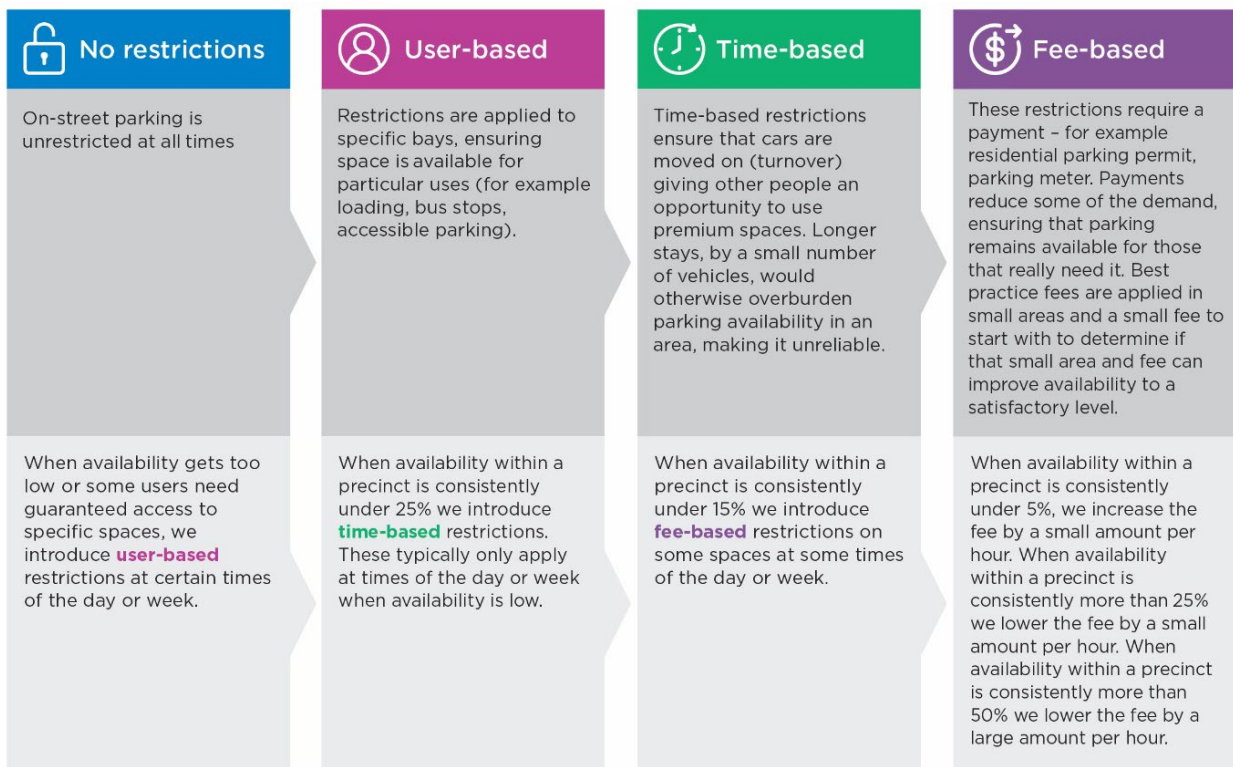 No restrictions
On-street parking is
unrestricted at all times
When availability gets too
low or some users need
guaranteed access to
specific spaces, we
introduce user-based
restrictions at certain times
of the day or week.
User-based
Restrictions are applied to
specific bays, ensuring
space is available for
particular uses (for example
loading, bus stops,
accessible parking).
When availability within a
precinct is consistently
under 25% we introduce
time-based restrictions.
These typically only apply
at times of the day or week
when availability is low.
Time-based
Time-based restrictions
ensure that cars are
moved on (turnover)
giving other people an
opportunity to use
premium spaces. Longer
stays, by a small number
of vehicles, would
otherwise overburden
parking availability in an
area, making it unreliable.
When availability within a
precinct is consistently
under 15% we introduce
fee-based restrictions on
some spaces at some times
of the day or week.
Fee-based
These restrictions require a
payment – for example
residential parking permit,
parking meter. Payments
reduce some of the demand,
ensuring that parking
remains available for those
that really need it. Best
practice fees are applied in
small areas and a small fee to
start with to determine if
that small area and fee can
improve availability to a
satisfactory level.
When availability within a
precinct is consistently
under 5%, we increase the
fee by a small amount per
hour. When availability
within a precinct is
consistently more than 25%
we lower the fee by a small
amount per hour. When
availability within a precinct
is consistently more than
50% we lower the fee by a
large amount per hour.